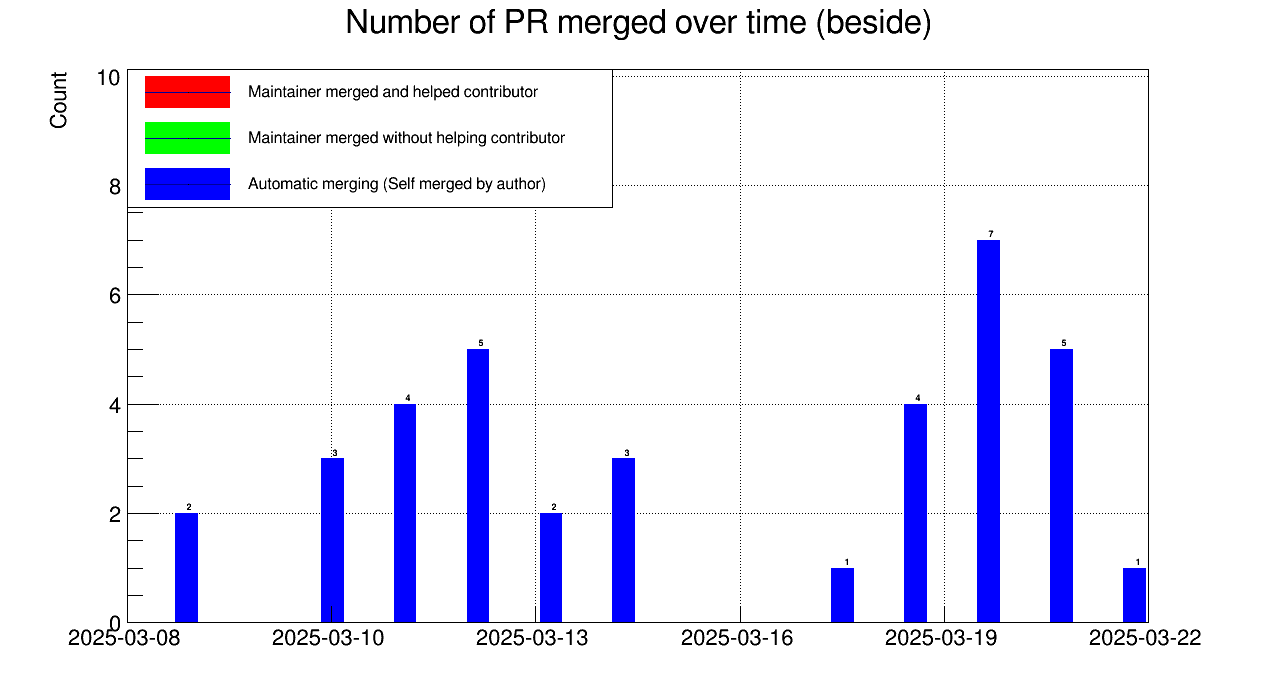 Number of PR merged over time (beside)
Count
Maintainer merged and helped contributor
Maintainer merged without helping contributor
Automatic merging (Self merged by author)
10
8
6
4
2
0
2
3
4
5
2
3
1
4
7
5
1
2025-03-08 2025-03-10 2025-03-13 2025-03-16 2025-03-19 2025-03-22